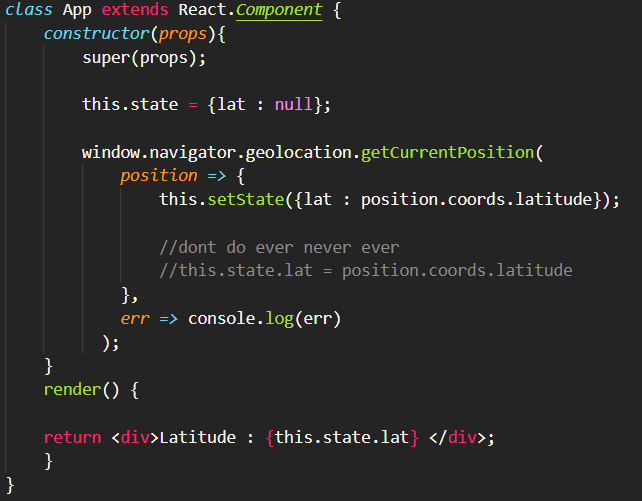 class App extends React.Component {
    constructor(props){
        super(props);

        this.state = {lat : null};

        window.navigator.geolocation.getCurrentPosition(
            position => {
                this.setState({lat : position.coords.latitude});

                //dont do ever never ever
                //this.state.lat = position.coords.latitude
            },
            err => console.log(err)
          );
    }
    render() {

    return <div>Latitude : {this.state.lat} </div>;
    }
}